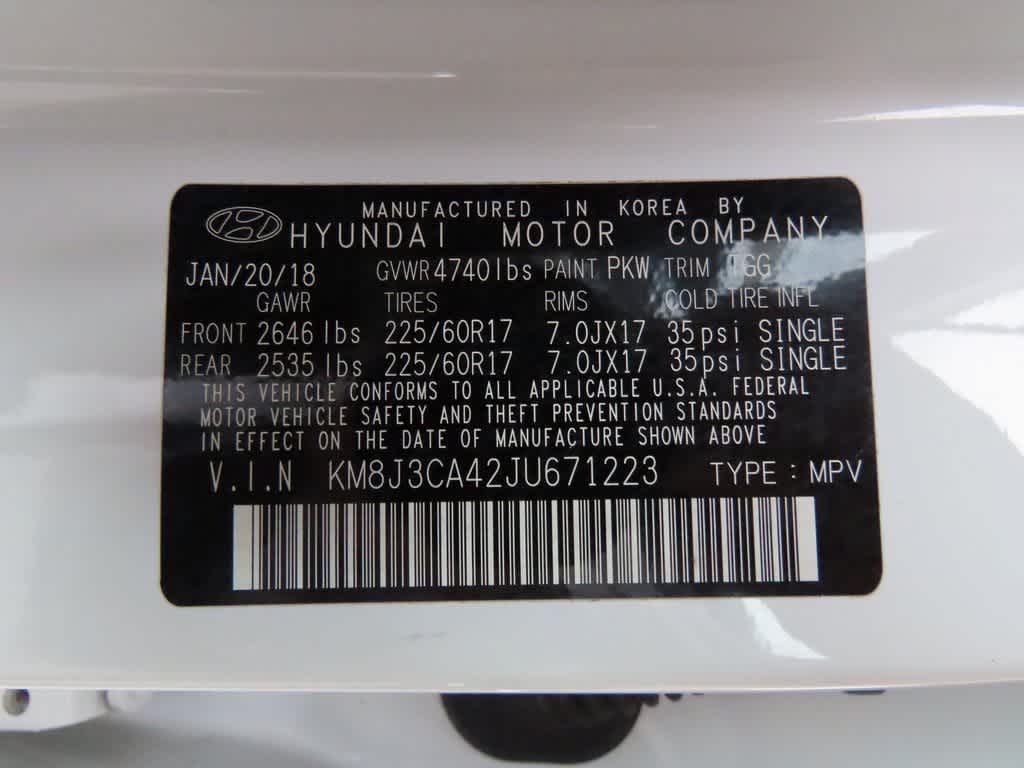 MANUFACTURED IN KOREA BY
HYUNDAI MOTOR COMPANY
JAN/20/18 GVWR 4740lbs PAINT PKW TRIM TGG
GAWR TIRES RIMS COLD TIRE INFL
FRONT 2646 lbs 225/60R17 7.0JX17 35psi SINGLE
REAR 2535 lbs 225/60R17 7.0JX17 35psi SINGLE
THIS VEHICLE CONFORMS TO ALL APPLICABLE U.S.A. FEDERAL
MOTOR VEHICLE SAFETY AND THEFT PREVENTION STANDARDS
IN EFFECT ON THE DATE OF MANUFACTURE SHOWN ABOVE
V.I.N KM8J3CA42JU671223 TYPE : MPV